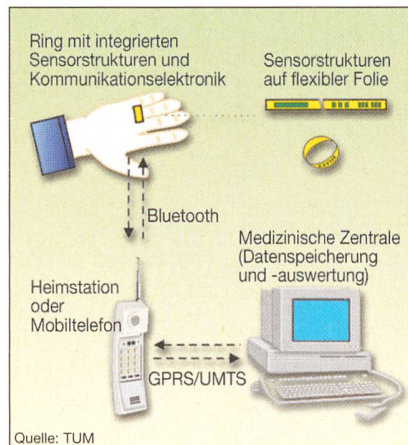 Ring mit integrierten
Sensorstrukturen und
Kommunikationselektronik
Sensorstrukturen
auf flexibler Folie
Bluetooth
Medizinische Zentrale
(Datenspeicherung
und -auswertung)
Heimstation
oder
Mobiltelefon
GPRS/UMTS
Quelle: TUM